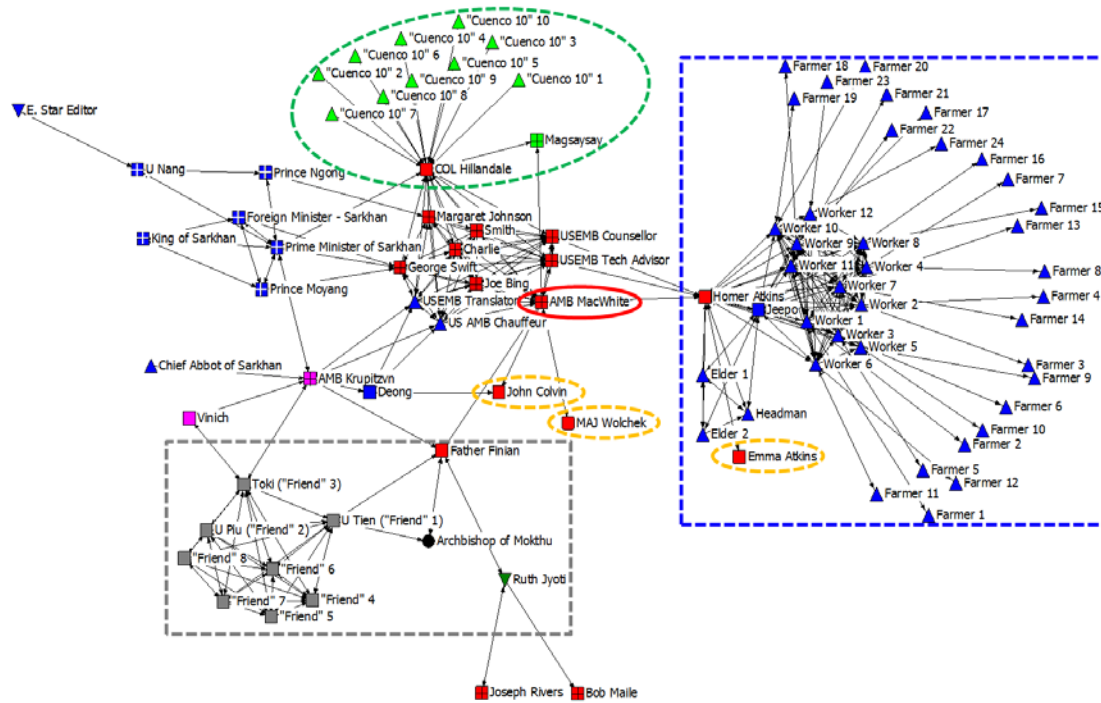 "Cuenco 10" 10
"Cuenco 10" 4
"Cuenco 10" 3
"Cuenco 10" 6
"Cuenco 10" 5
"Cuenco 10" 2
"Cuenco 10" 9
"Cuenco 10" 1
"Cuenco 10" 8
"Cuenco 10" 7
.E. Star Editor
Magsaysay
U Nang
Prince Ngong
COL Hillandale
Foreign Minister - Sarkhan
Margaret Johnson
Smith
King of Sarkhan
Prime Minister of Sarkhan
Charlie
USEMB Counsellor
USEMB Tech Advisor
George Swift
Joe Bing
Prince Moyang
USEMB Translator
AMB MacWhite
US AMB Chauffeur
Chief Abbot of Sarkhan
AMB Krupitzyn
Deong
John Colvin
Vinich
MAJ Wolchek
Father Finian
Toki ("Friend" 3)
U Tien ("Friend" 1)
U Piu ("Friend" 2)
Archbishop of Mokthu
"Friend" 8
"Friend" 6
Ruth Jyoti
"Friend" 7
"Friend" 4
"Friend" 5
Joseph Rivers
Bob Maile
Farmer 18
Farmer 20
Farmer 23
Farmer 19
Farmer 21
Farmer 17
Farmer 22
Farmer 24
Farmer 16
Farmer 7
Farmer 15
Worker 12
Worker 10
Farmer 13
Worker 9
Worker 8
Worker 11
Worker 4
Farmer 8
Worker 7
Homer Atkins
Farmer 4
Jeepo
Worker 2
Worker 1
Farmer 14
Worker 3
Worker 5
Worker 6
Farmer 3
Elder 1
Farmer 9
Headman
Farmer 6
Elder 2
Farmer 10
Farmer 2
Emma Atkins
Farmer 5
Farmer 12
Farmer 11
Farmer 1